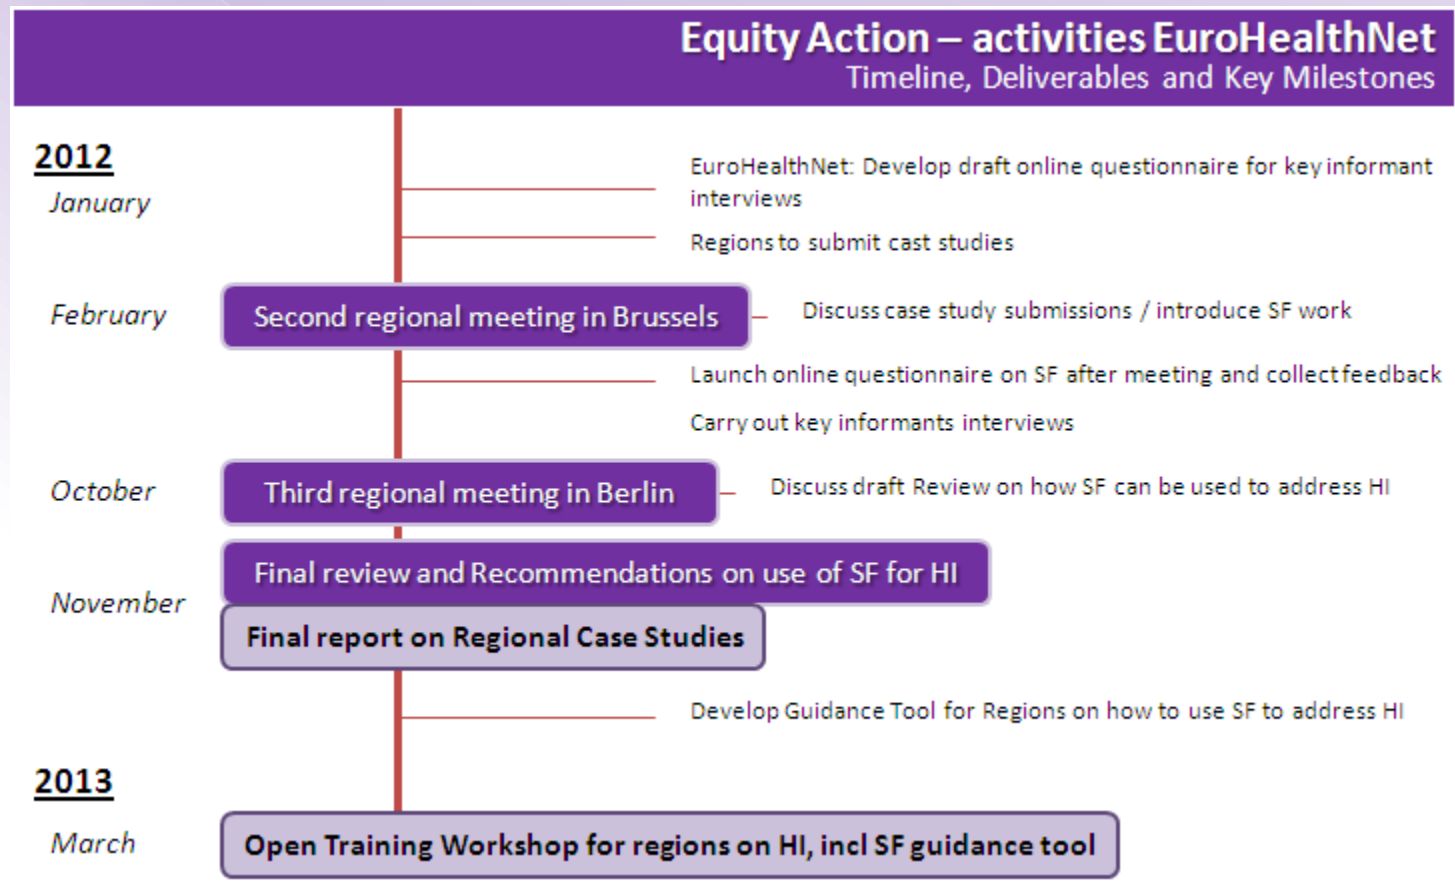 Equity Action – activities EuroHealthNet
Timeline, Deliverables and Key Milestones
2012
January
EuroHealthNet: Develop draft online questionnaire for key informant
interviews
Regions to submit cast studies
February
Second regional meeting in Brussels
Discuss case study submissions / introduce SF work
Launch online questionnaire on SF after meeting and collect feedback
Carry out key informants interviews
October
Third regional meeting in Berlin
Discuss draft Review on how SF can be used to address HI
November
Final review and Recommendations on use of SF for HI
Final report on Regional Case Studies
Develop Guidance Tool for Regions on how to use SF to address HI
2013
March
Open Training Workshop for regions on HI, incl SF guidance tool